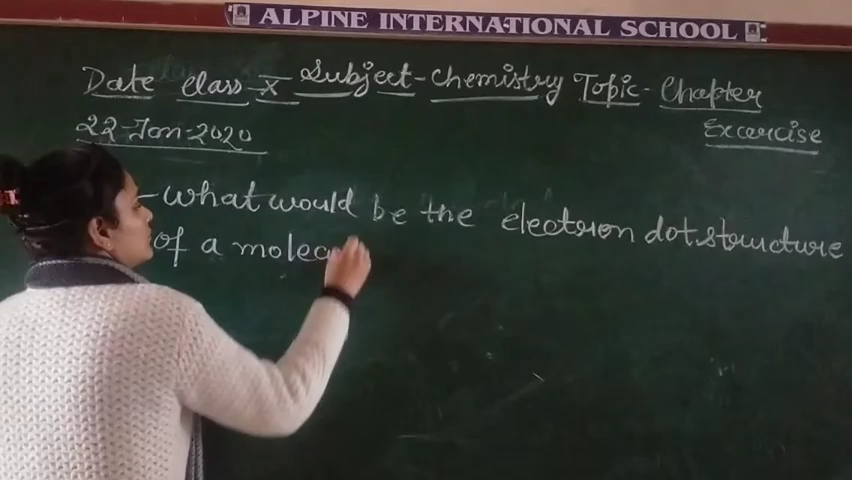 ALPINE INTERNATIONAL SCHOOL
Date Class-X Subject-Chemistry Topic-Chapter
22-Jan-2020 Excercise
-What would be the electron dot structure
of a molec